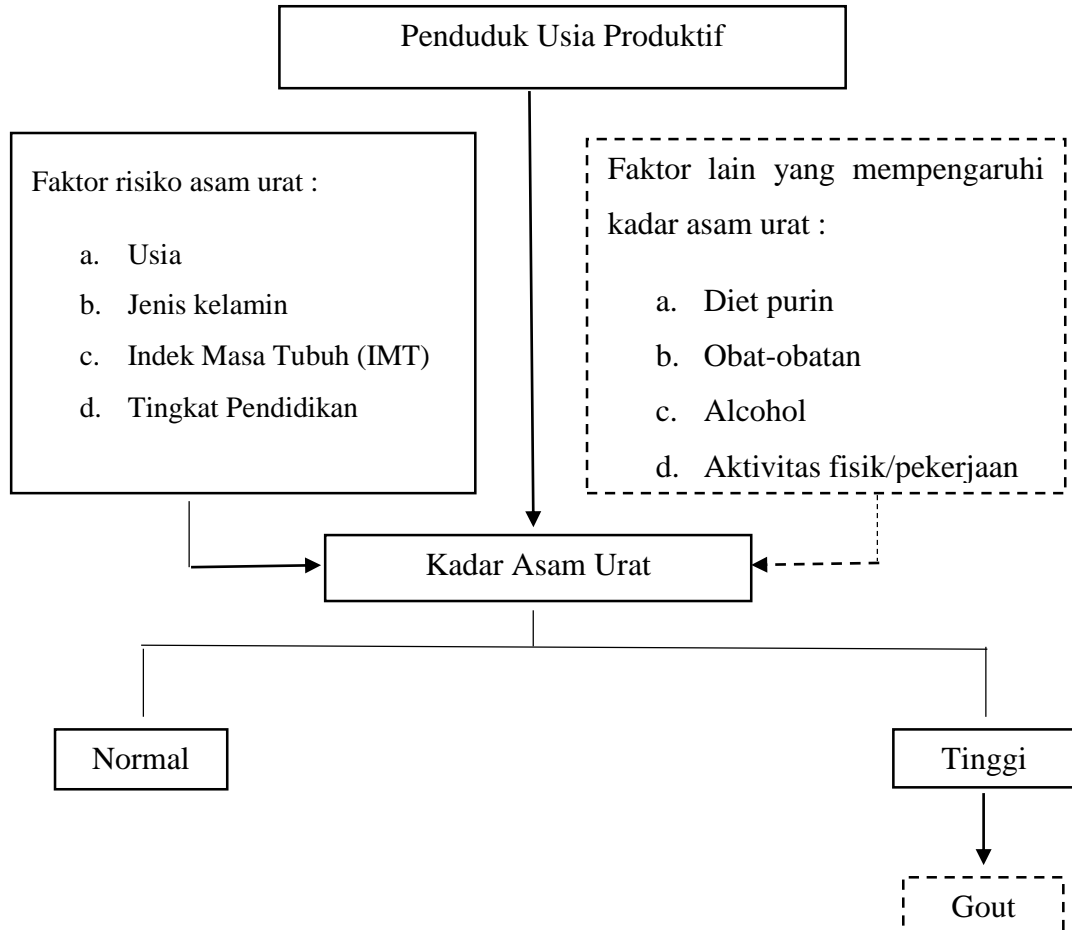 Penduduk Usia Produktif
Faktor risiko asam urat :
a. Usia
b. Jenis kelamin
c. Indek Masa Tubuh (IMT)
d. Tingkat Pendidikan
Faktor lain yang mempengaruhi
kadar asam urat :
a. Diet purin
b. Obat-obatan
c. Alcohol
d. Aktivitas fisik/pekerjaan
Kadar Asam Urat
Normal
Tinggi
Gout